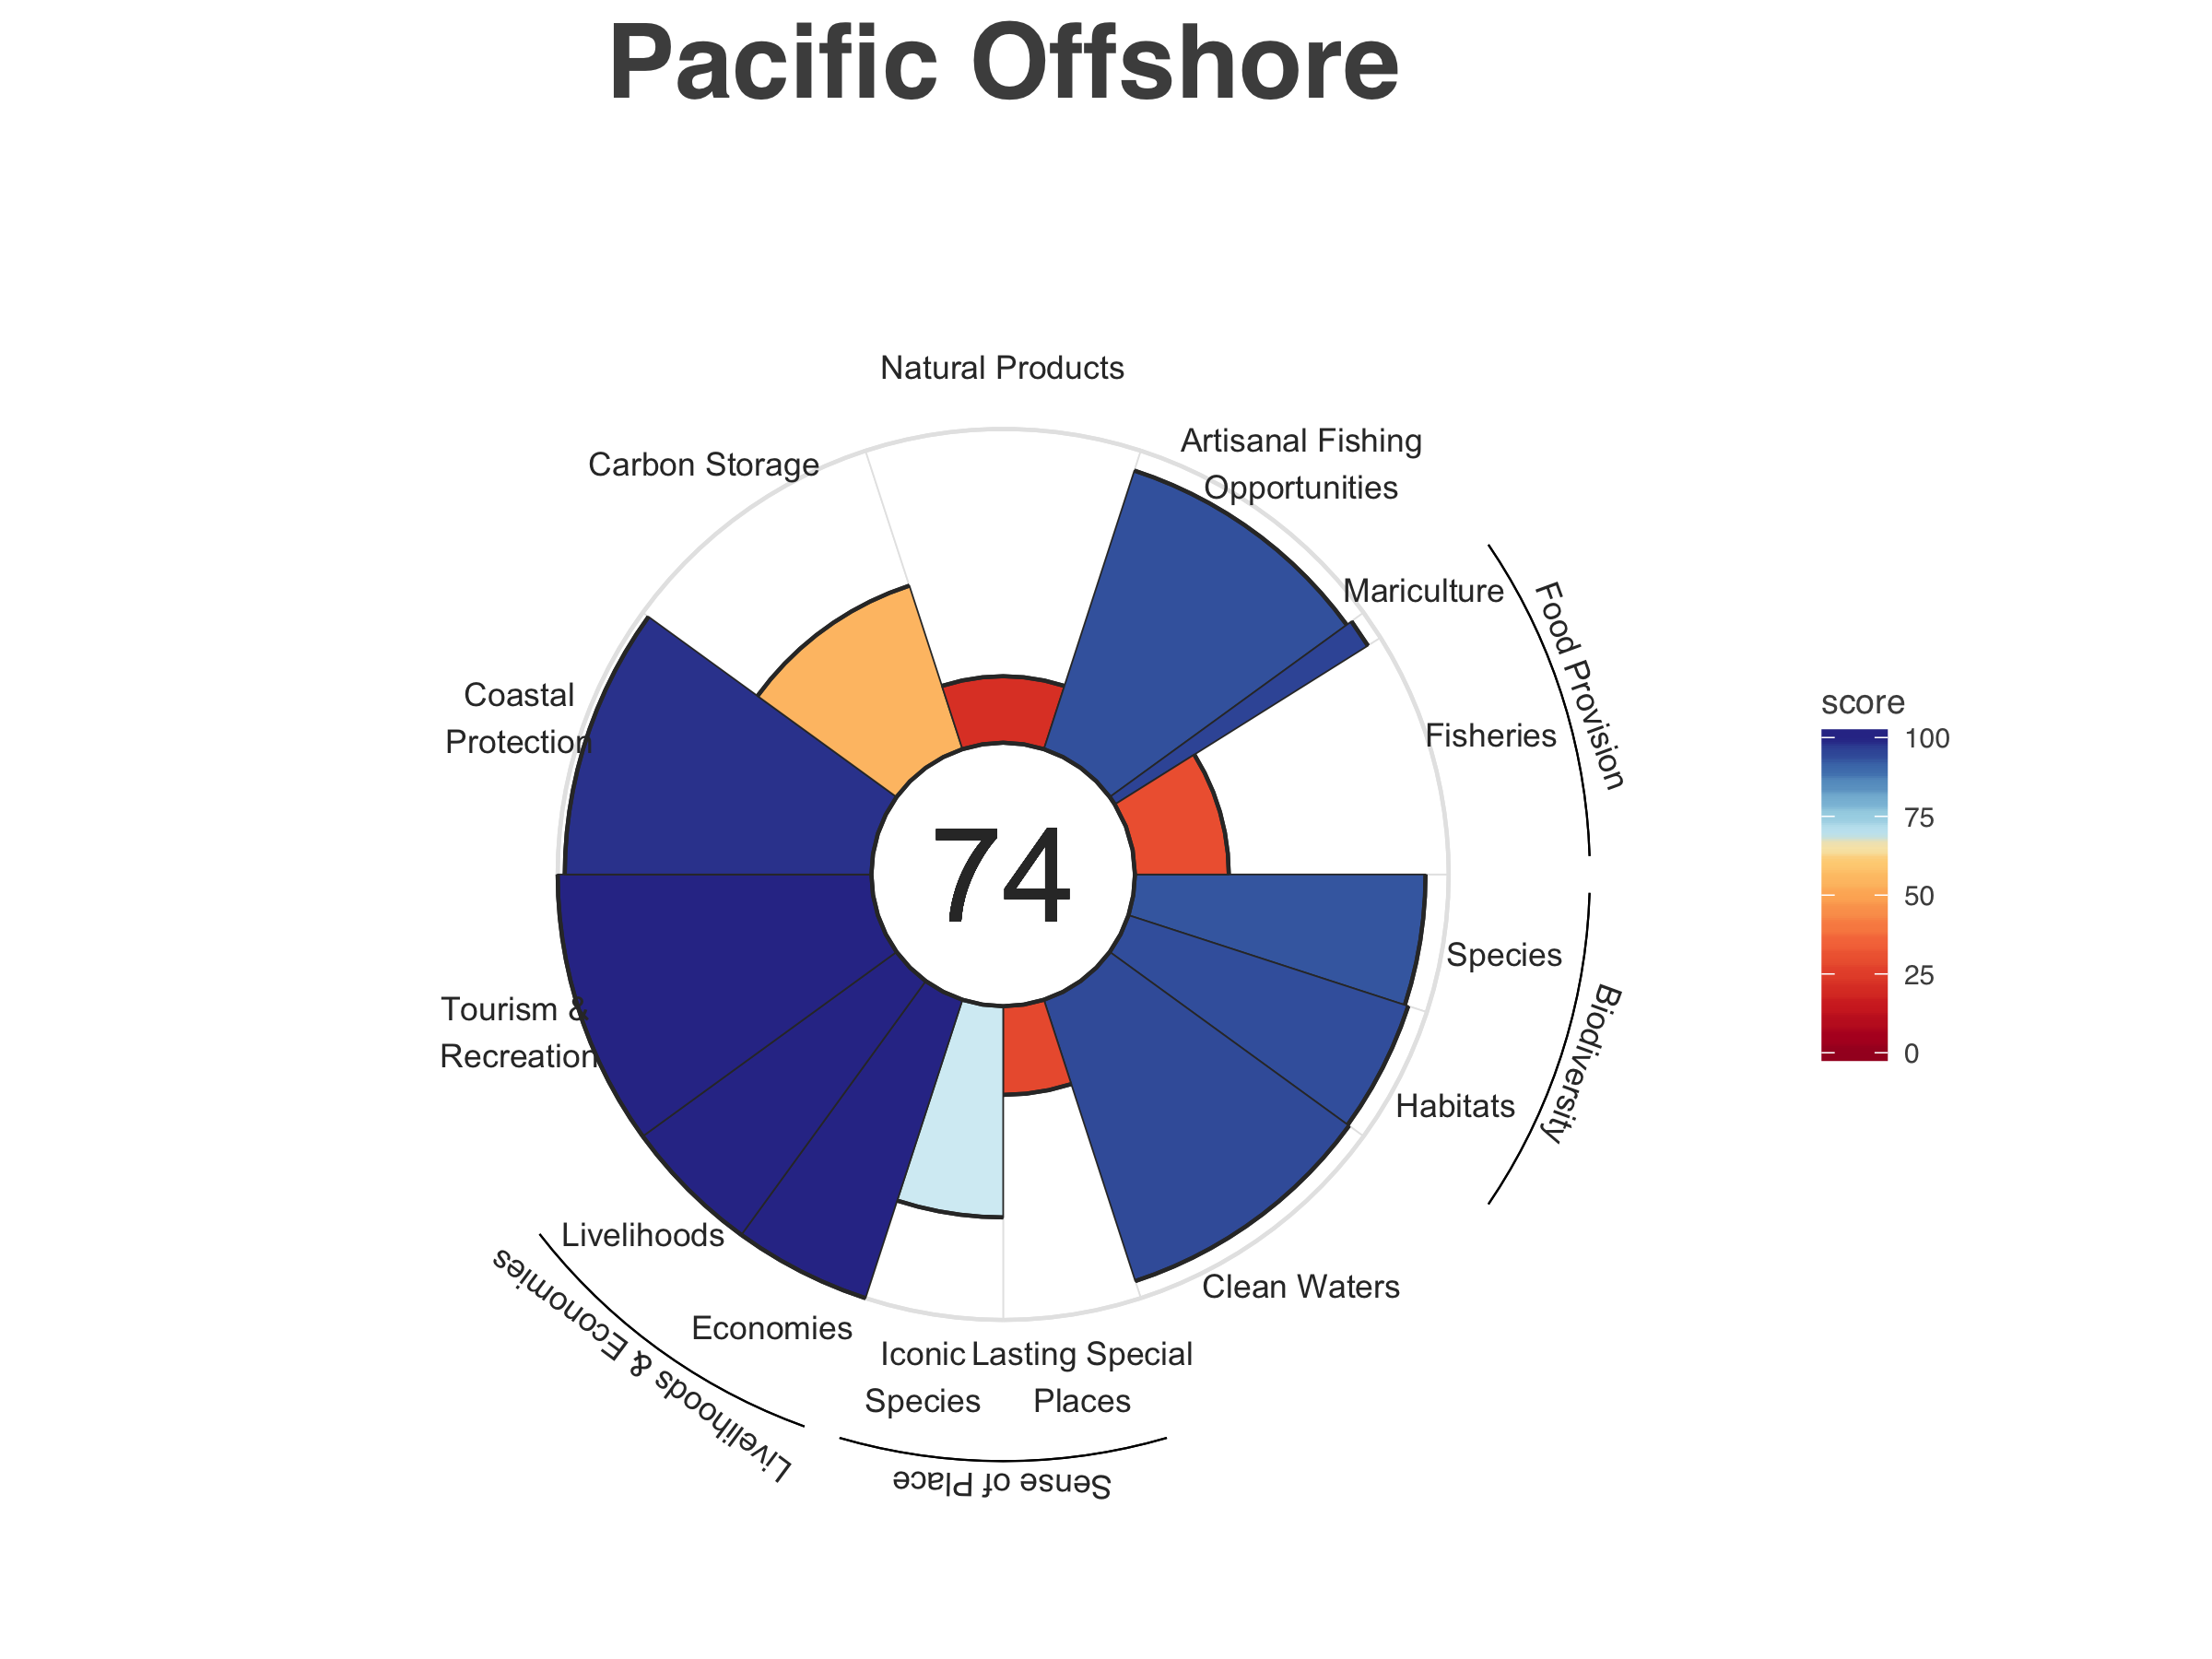 Pacific Offshore
Natural Products
Artisanal Fishing
Opportunities
Carbon Storage
Mariculture
Food Provision
Fisheries
Coastal
Protection
74
score
100
75
50
25
0
Species
Biodiversity
Habitats
Tourism &
Recreation
Livelihoods
Clean Waters
Economies
Livelihoods & Economies
Iconic
Species
Lasting Special
Places
Sense of Place